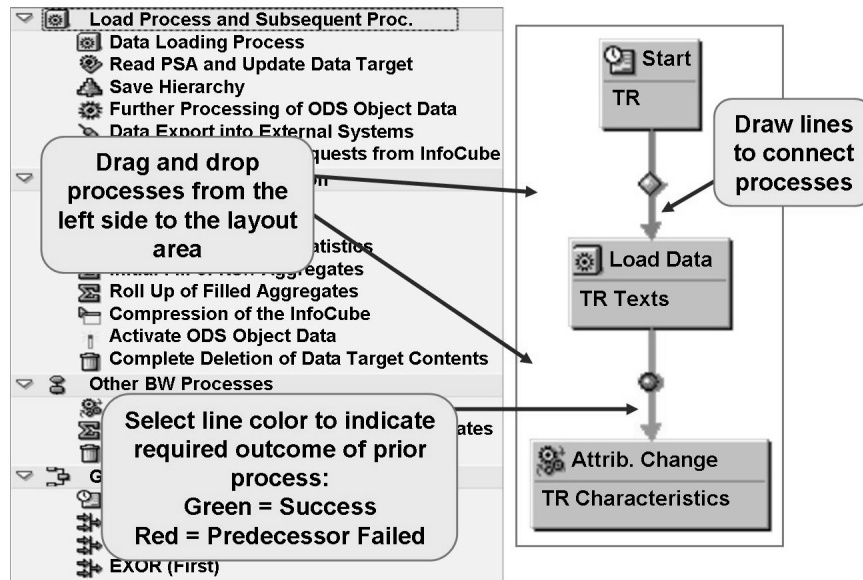 Load Process and Subsequent Proc.
Data Loading Process
Read PSA and Update Data Target
Save Hierarchy
Further Processing of ODS Object Data
Data Export into External Systems
quests from InfoCube
Drag and drop
processes from the
left side to the layout
area
atistics
Roll Up of Filled Aggregates
Compression of the InfoCube
Activate ODS Object Data
Complete Deletion of Data Target Contents
Other BW Processes
ates
Select line color to indicate
required outcome of prior
process:
Green = Success
Red = Predecessor Failed
G
EXOR (First)
Start
TR
Draw lines
to connect
processes
Load Data
TR Texts
Attrib. Change
TR Characteristics